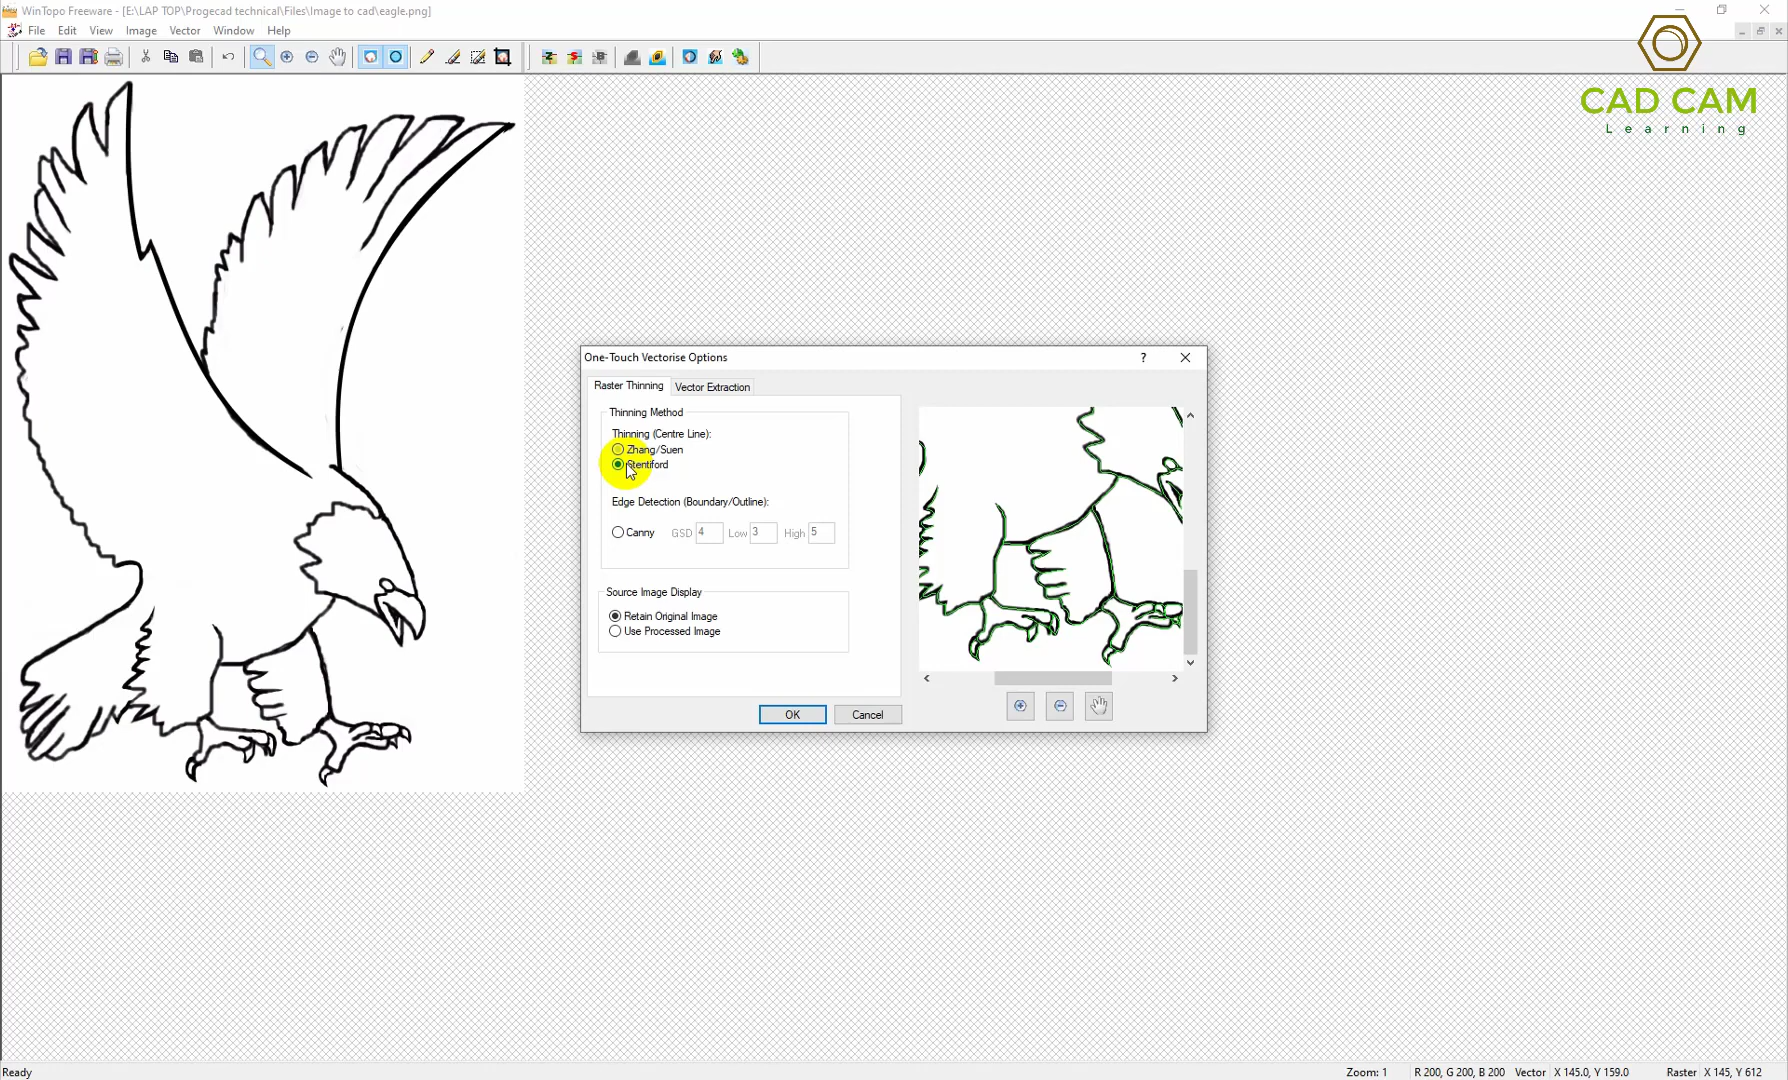 WinTopo Freeware - [E:\LAP TOP\Progecad technical\Files\Image to cad\eagle.png]
File Edit View Image Vector Window Help
CAD CAM
Learning
One-Touch Vectorise Options
Raster Thinning Vector Extraction
Thinning Method
Thinning (Centre Line):
Zhang/Suen
Stentiford
Edge Detection (Boundary/Outline):
Canny GSD 4 Low 3 High 5
Source Image Display
Retain Original Image
Use Processed Image
OK Cancel
Ready Zoom: 1 R 200, G 200, B 200 Vector X 145.0, Y 159.0 Raster X 145, Y 612